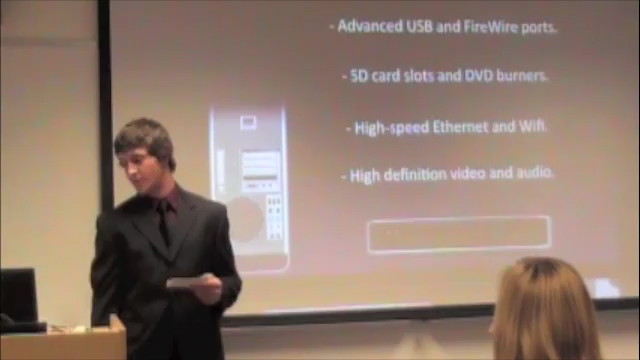 - Advanced USB and FireWire ports.
- SD card slots and DVD burners.
- High-speed Ethernet and Wifi.
- High definition video and audio.